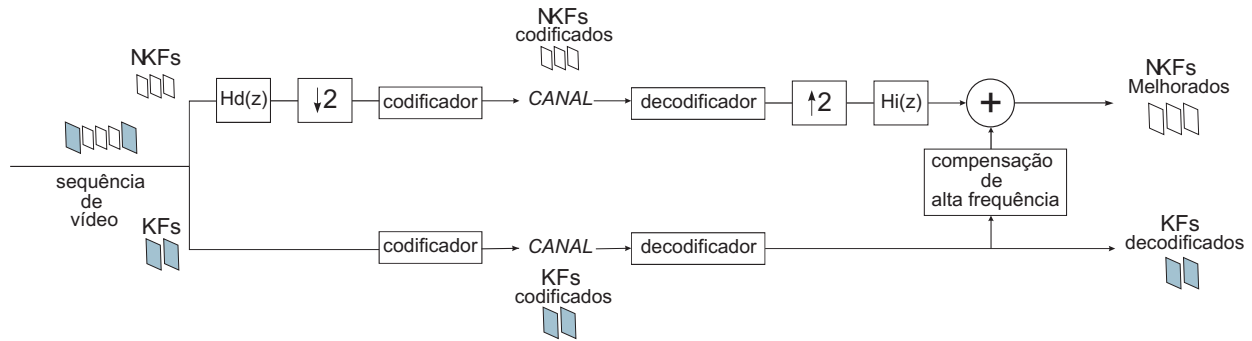 NKFs
codificados
NKFs
Hd(z)
↓2
codificador
CANAL
decodificador
↑2
Hi(z)
+
NKFs
Melhorados
sequência
de
vídeo
compensação
de
alta frequência
KFs
codificador
CANAL
decodificador
KFs
decodificados
KFs
codificados